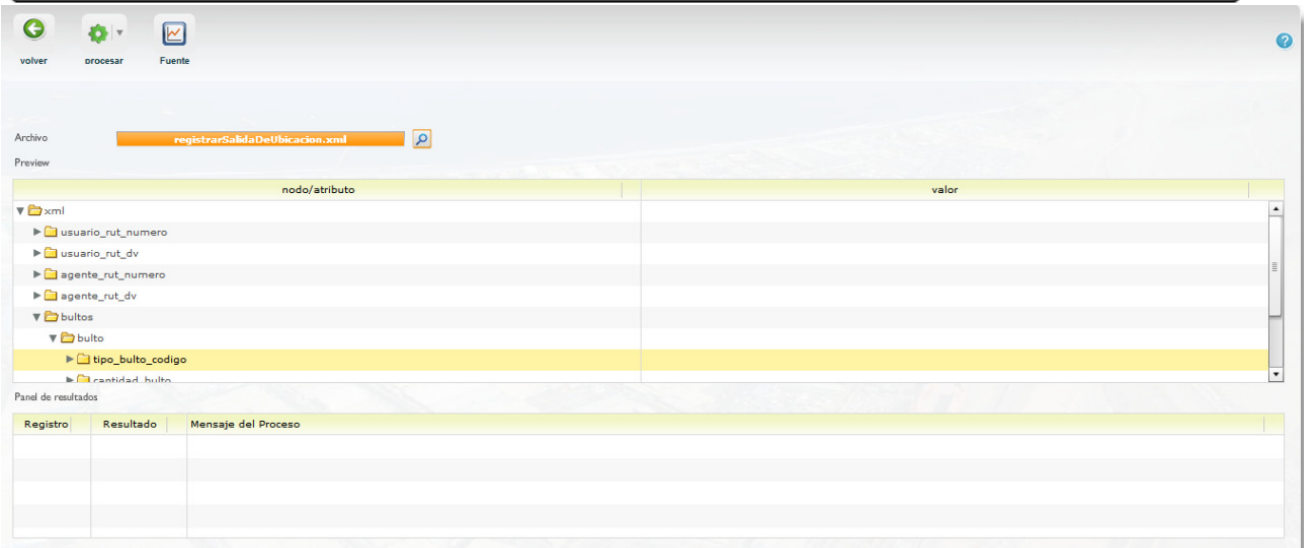 volver procesar Fuente
Archivo registrarSalidaDeUbicacion.xml
Preview
nodo/atributo valor
xml
usuario_rut_numero
usuario_rut_dv
agente_rut_numero
agente_rut_dv
bultos
bulto
tipo_bulto_codigo
cantidad_bulto
Panel de resultados
Registro Resultado Mensaje del Proceso